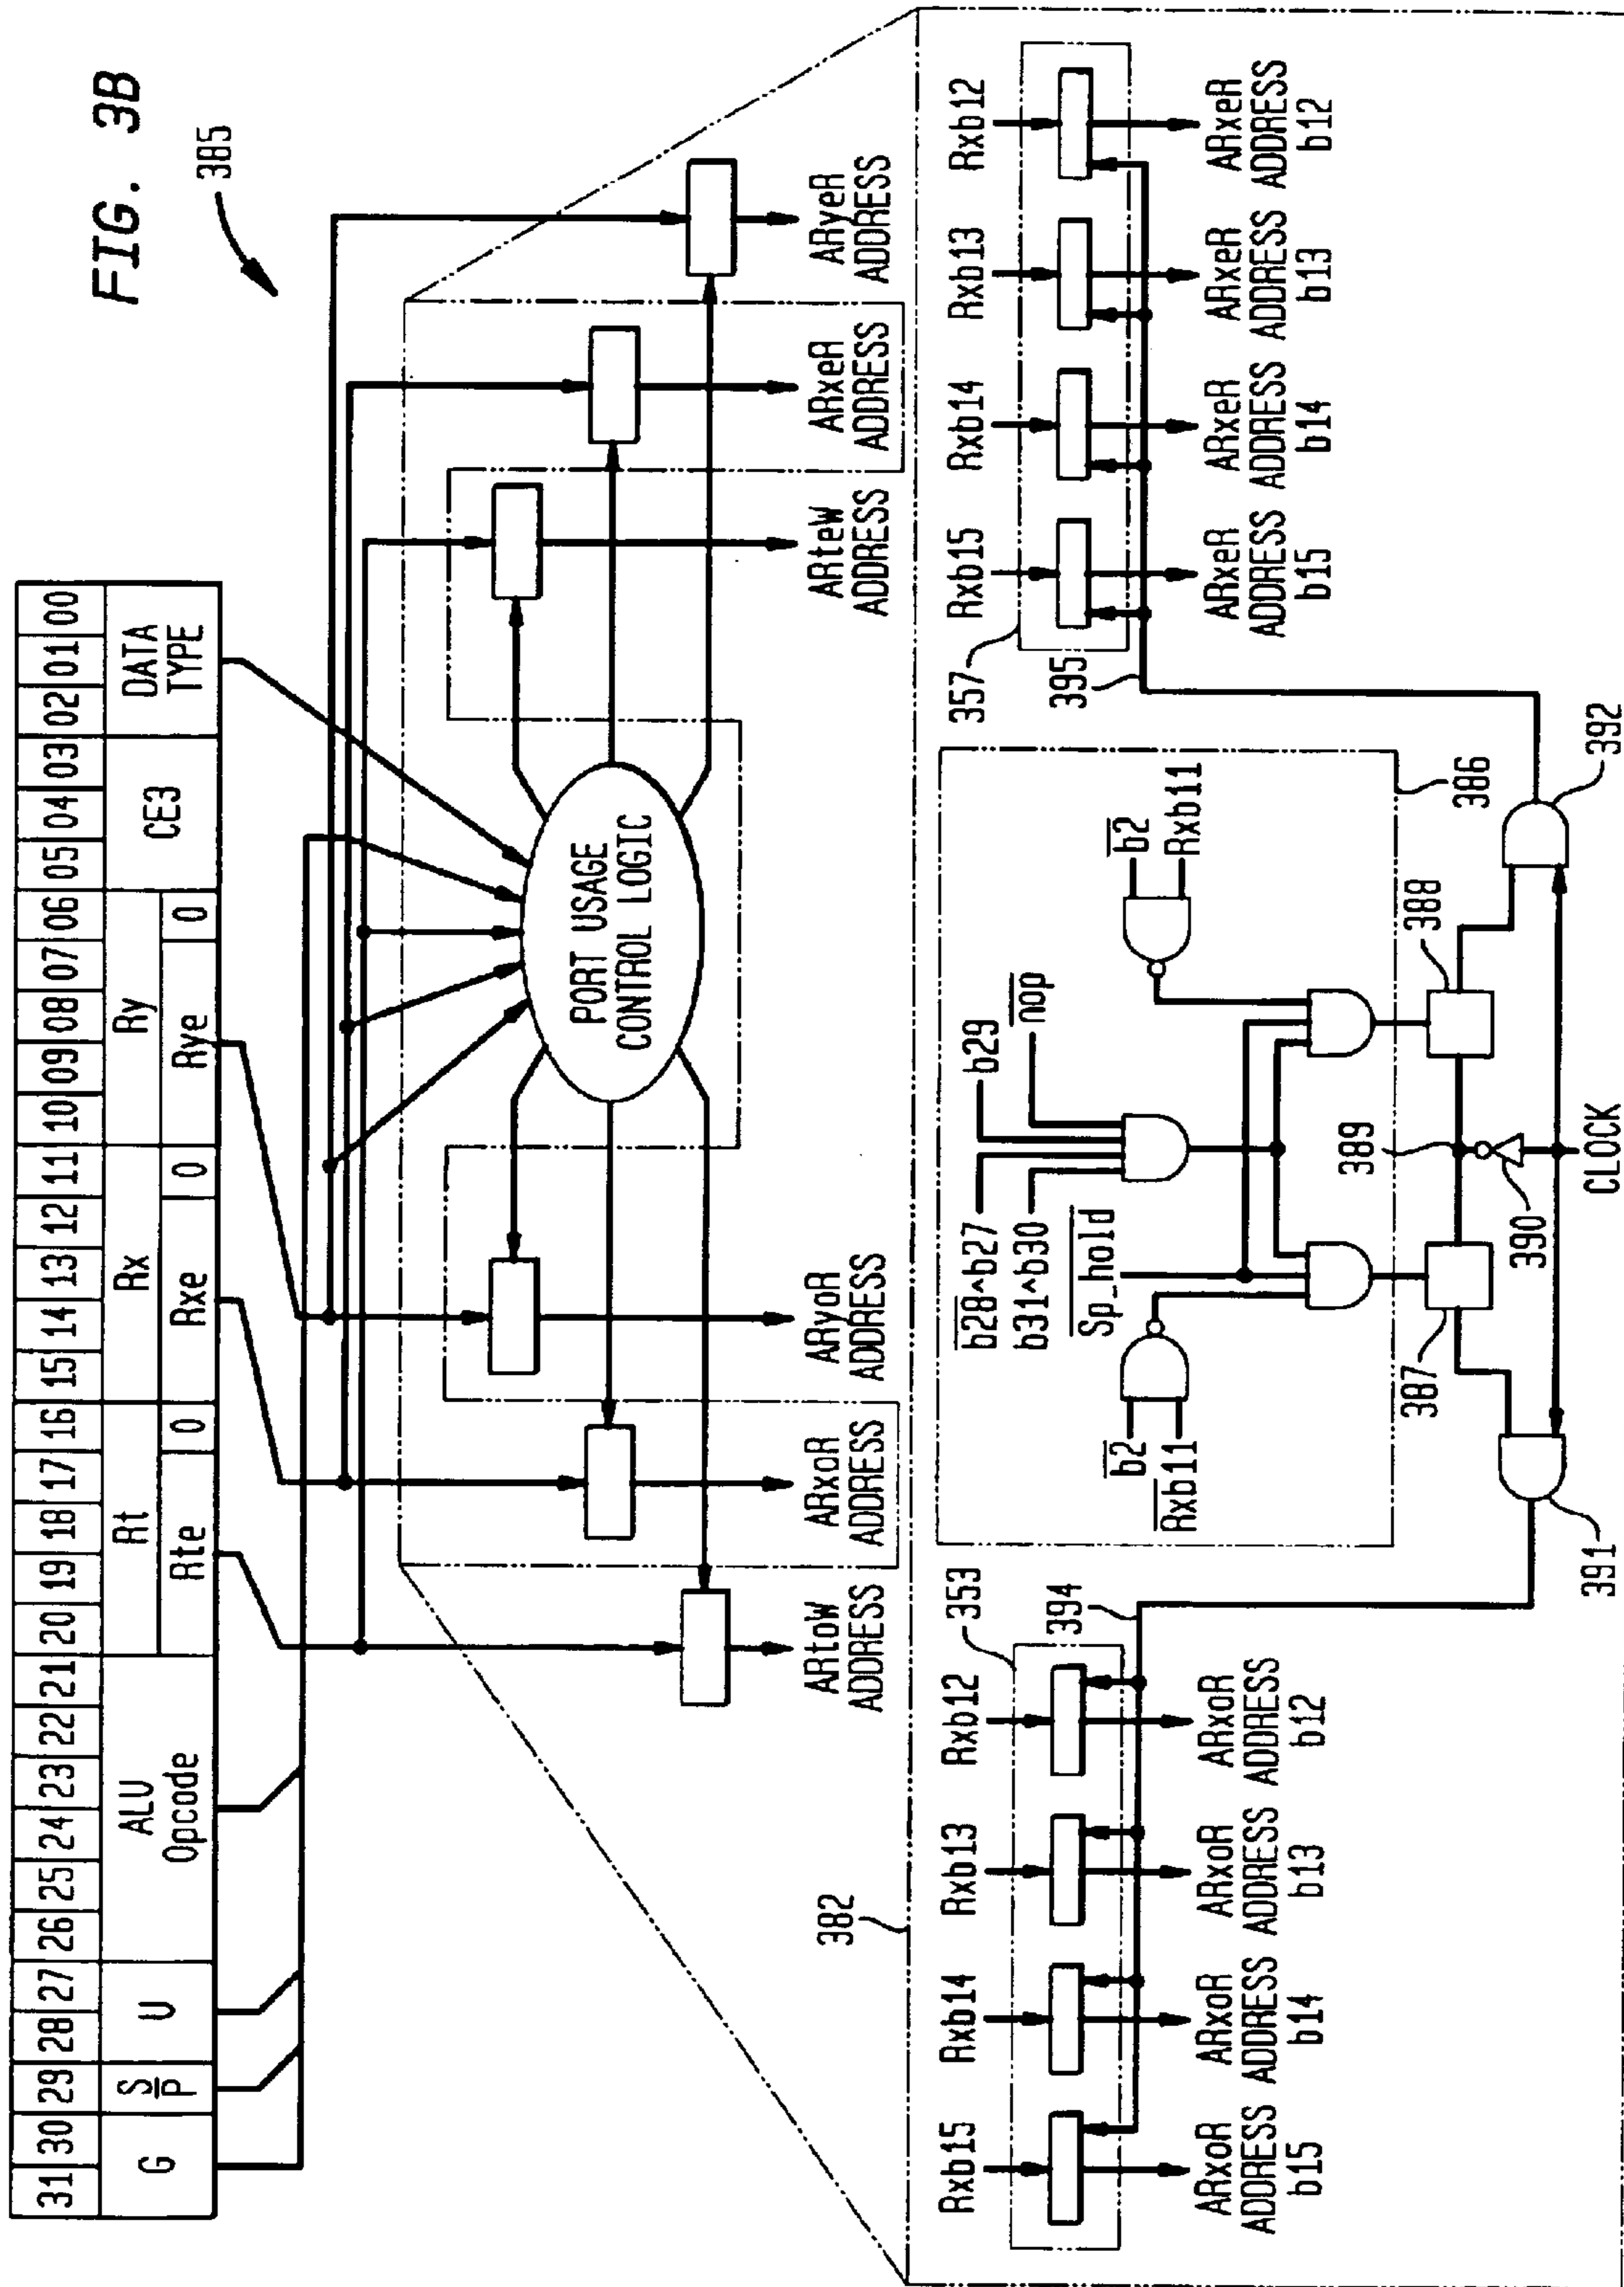 FIG. 3B
385
31 30 29 28 27 26 25 24 23 22 21 20 19 18 17 16 15 14 13 12 11 10 09 08 07 06 05 04 03 02 01 00
G
S/P
U
ALU
Opcode
Rt
Rte 0
Rx
Rxe 0
Ry
Rye 0
CE3
DATA
TYPE
PORT USAGE
CONTROL LOGIC
ARtoW
ADDRESS
ARxoR
ADDRESS
ARyoR
ADDRESS
ARteW
ADDRESS
ARxeR
ADDRESS
ARyeR
ADDRESS
382
Rxb15 Rxb14 Rxb13 Rxb12
353
394
ARxoR
ADDRESS
b15
ARxoR
ADDRESS
b14
ARxoR
ADDRESS
b13
ARxoR
ADDRESS
b12
b̅2̅
R̅x̅b̅1̅1̅
S̅p̅_̅h̅o̅l̅d̅
b31^b30
b̅2̅8̅^b27
b29
n̅o̅p̅
b̅2̅
Rxb11
386
387
388
389
390
391
392
CLOCK
Rxb15 Rxb14 Rxb13 Rxb12
357
395
ARxeR
ADDRESS
b15
ARxeR
ADDRESS
b14
ARxeR
ADDRESS
b13
ARxeR
ADDRESS
b12